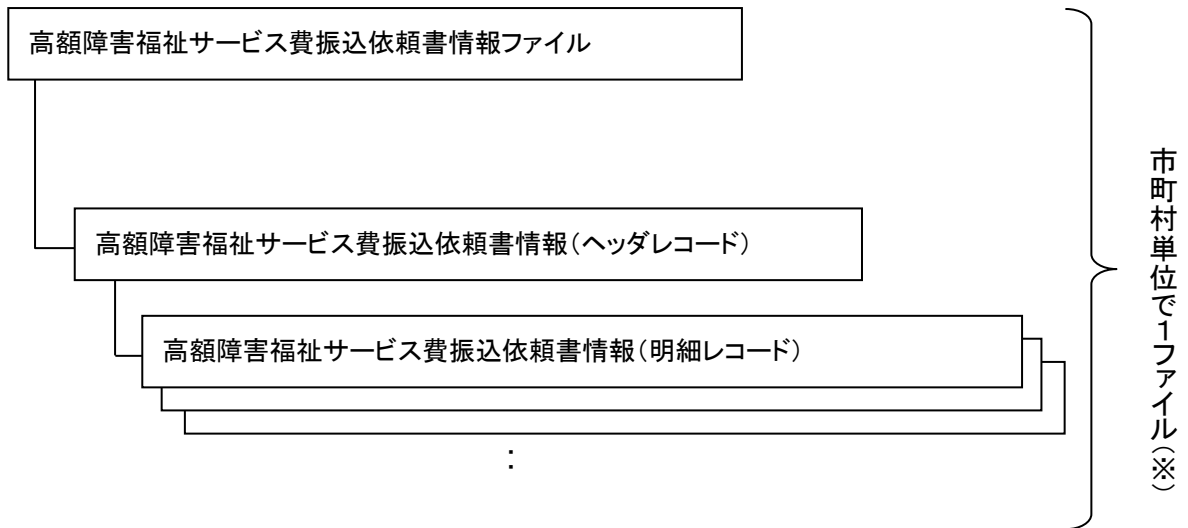 高額障害福祉サービス費振込依頼書情報ファイル
高額障害福祉サービス費振込依頼書情報(ヘッダレコード)
高額障害福祉サービス費振込依頼書情報(明細レコード)
:
市町村単位で1ファイル(※)